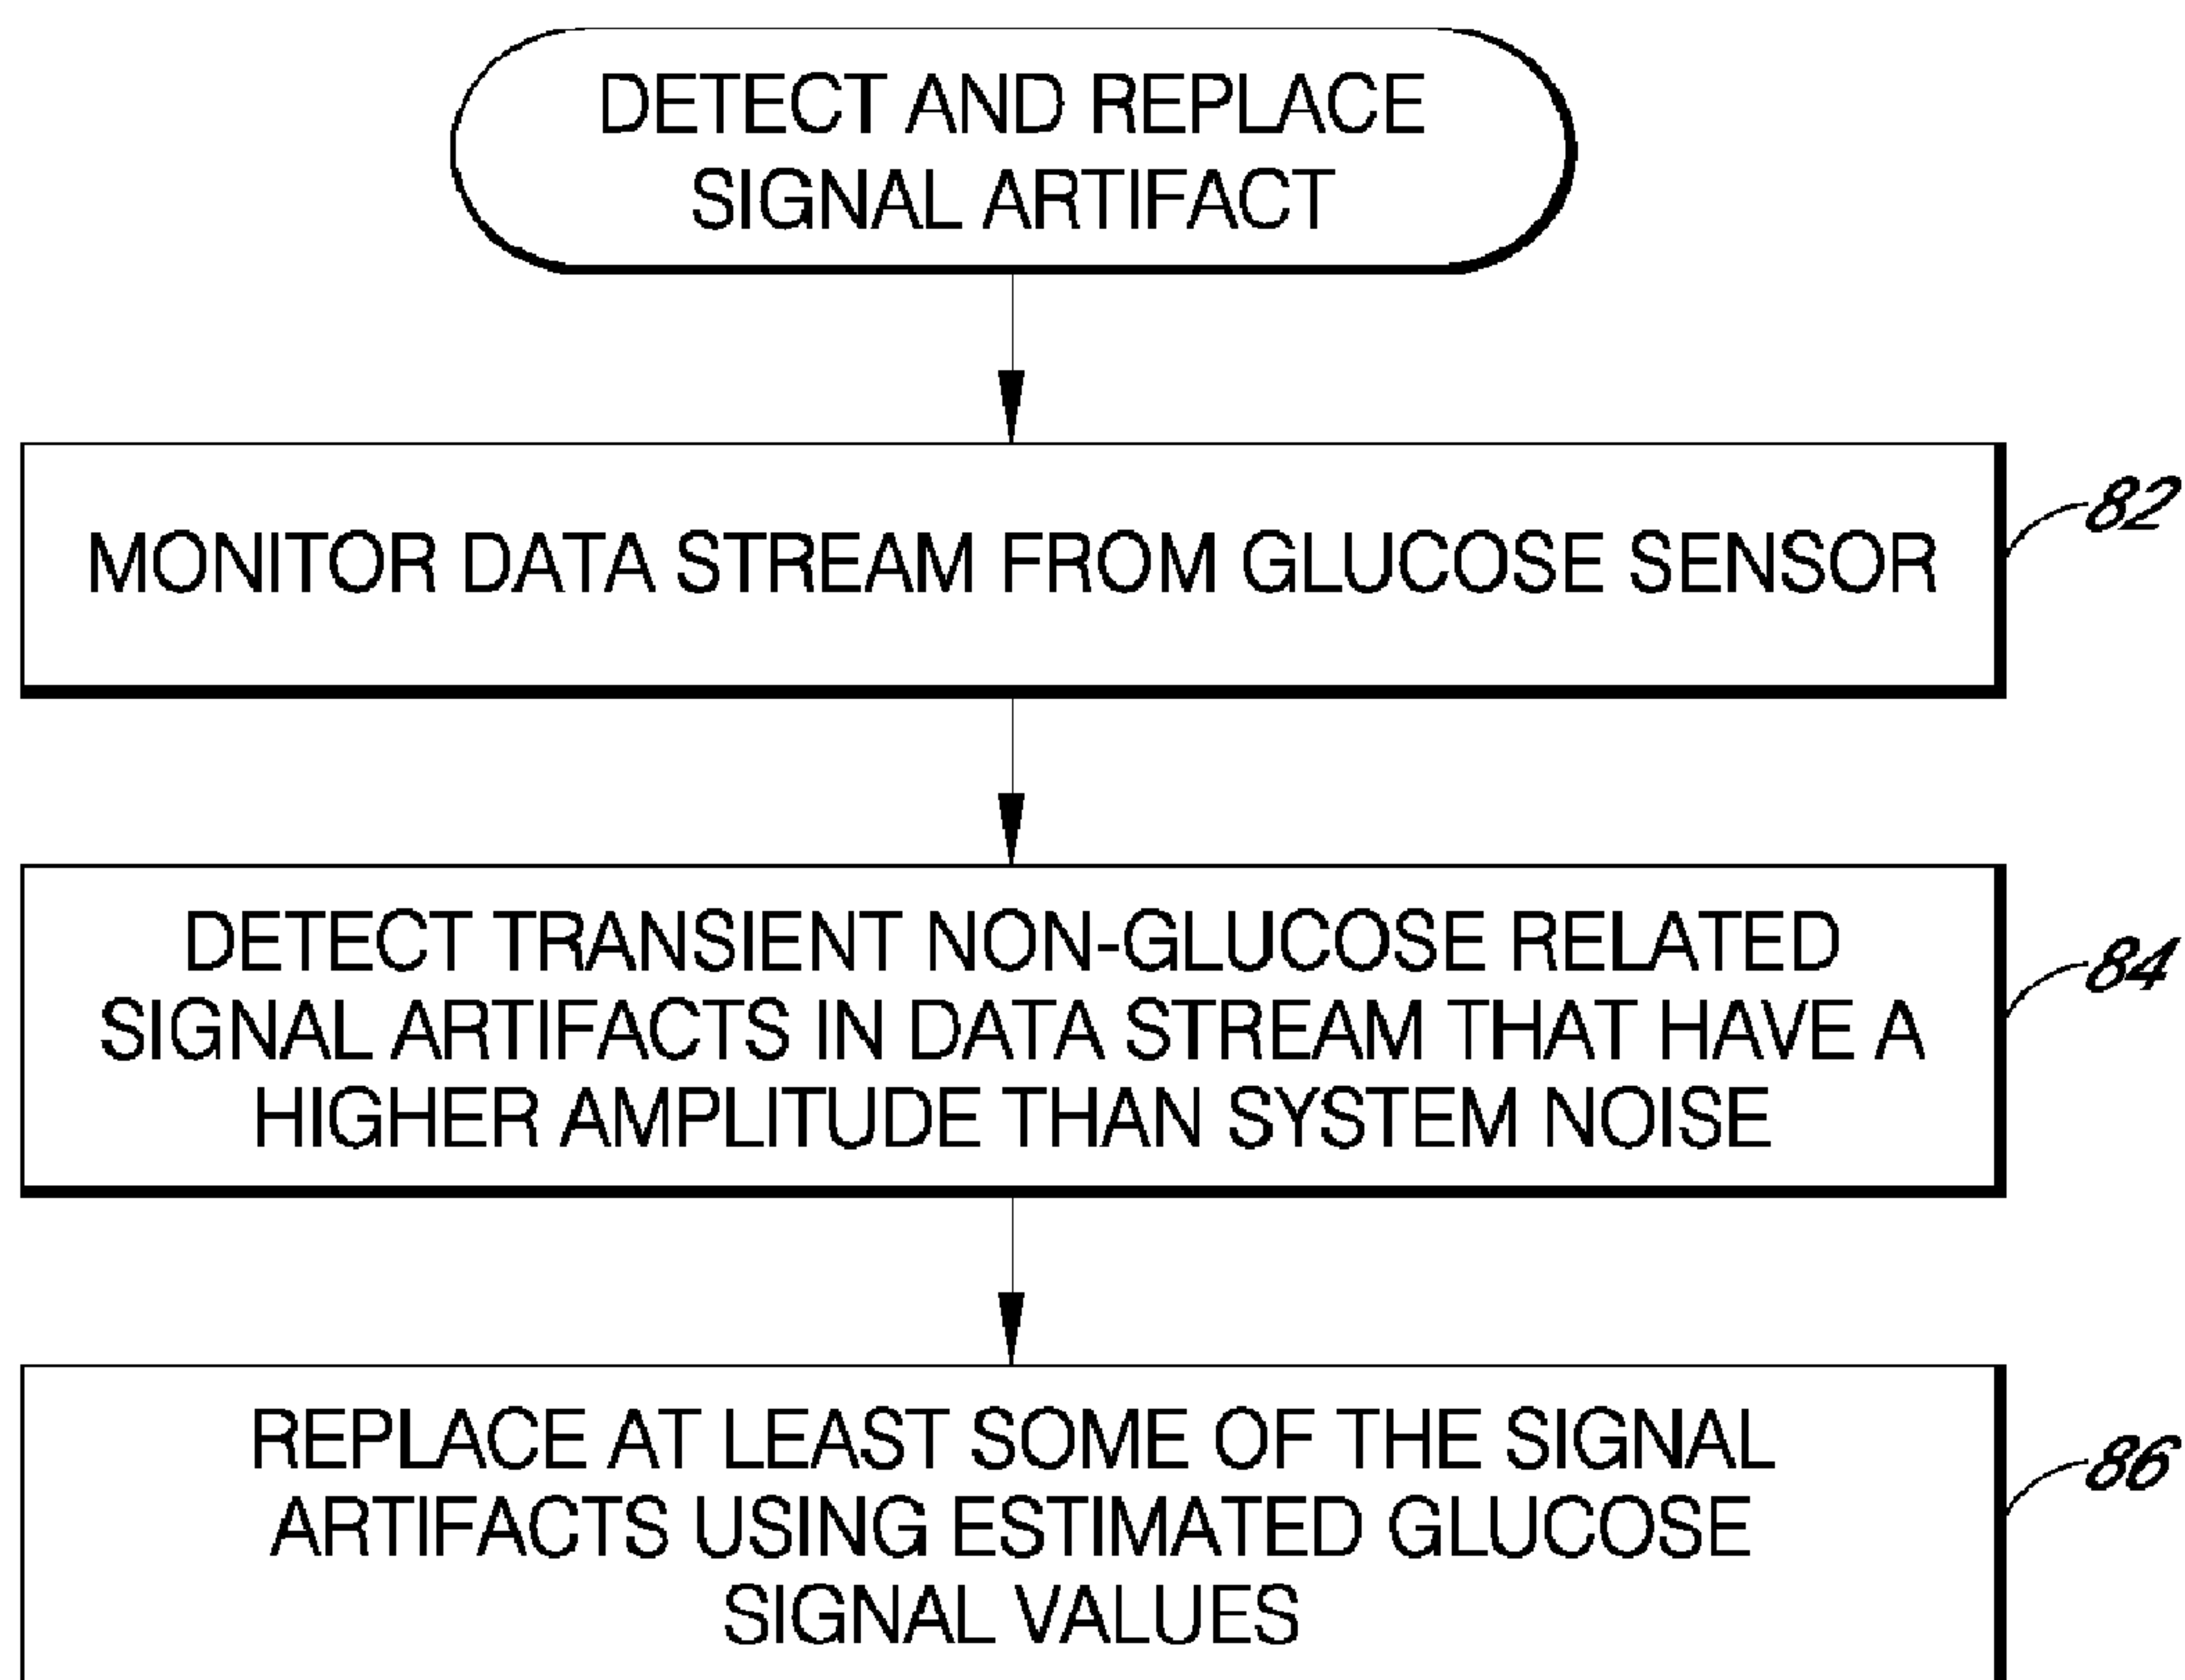 DETECT AND REPLACE
SIGNAL ARTIFACT
MONITOR DATA STREAM FROM GLUCOSE SENSOR
82
DETECT TRANSIENT NON-GLUCOSE RELATED
SIGNAL ARTIFACTS IN DATA STREAM THAT HAVE A
HIGHER AMPLITUDE THAN SYSTEM NOISE
84
REPLACE AT LEAST SOME OF THE SIGNAL
ARTIFACTS USING ESTIMATED GLUCOSE
SIGNAL VALUES
86